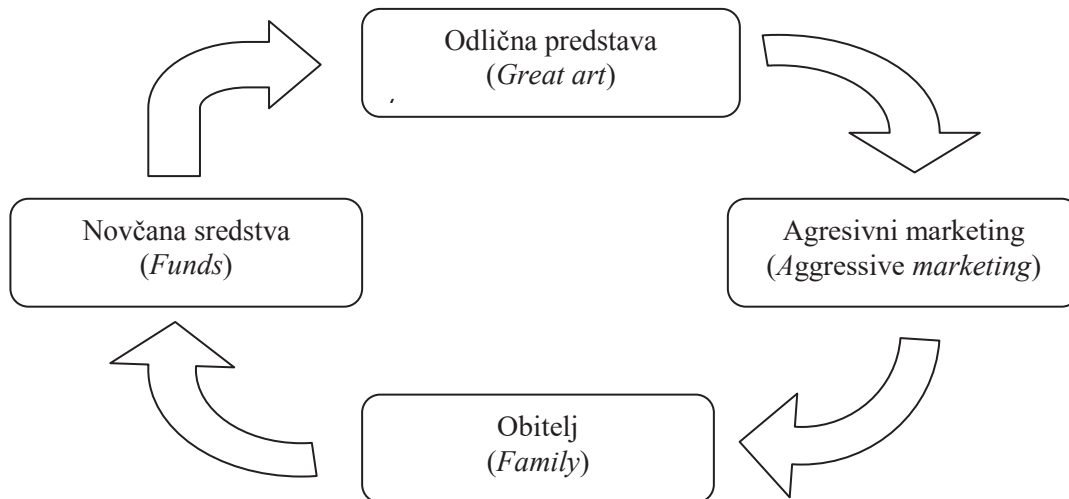 Odlična predstava
(Great art)
Novčana sredstva
(Funds)
Agresivni marketing
(Aggressive marketing)
Obitelj
(Family)